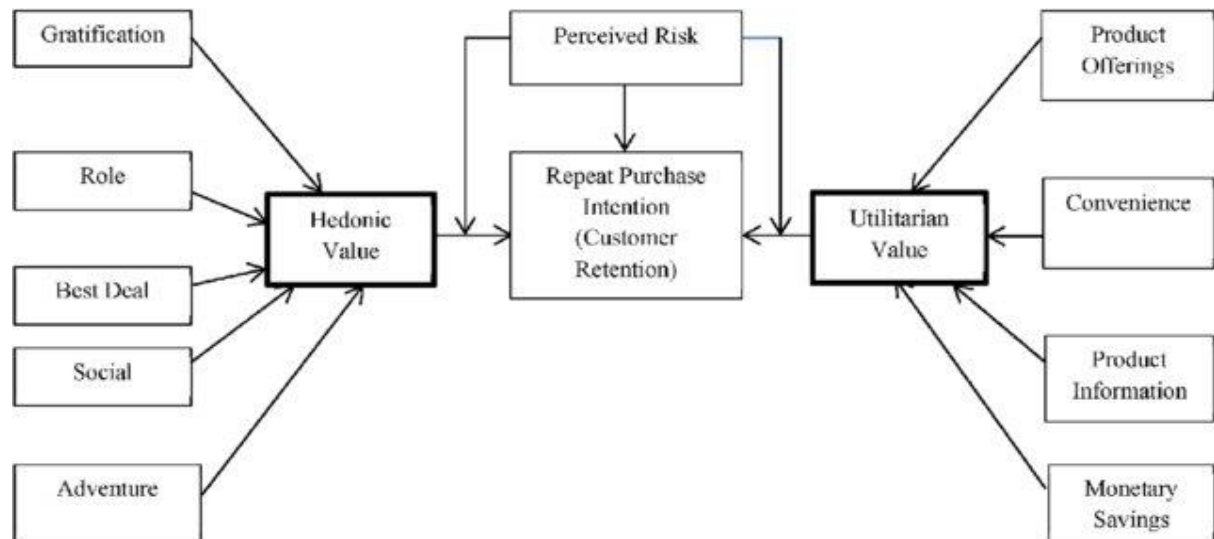 Gratification
Perceived Risk
Product
Offerings
Role
Hedonic
Value
Repeat Purchase
Intention
(Customer
Retention)
Utilitarian
Value
Convenience
Best Deal
Social
Product
Information
Adventure
Monetary
Savings